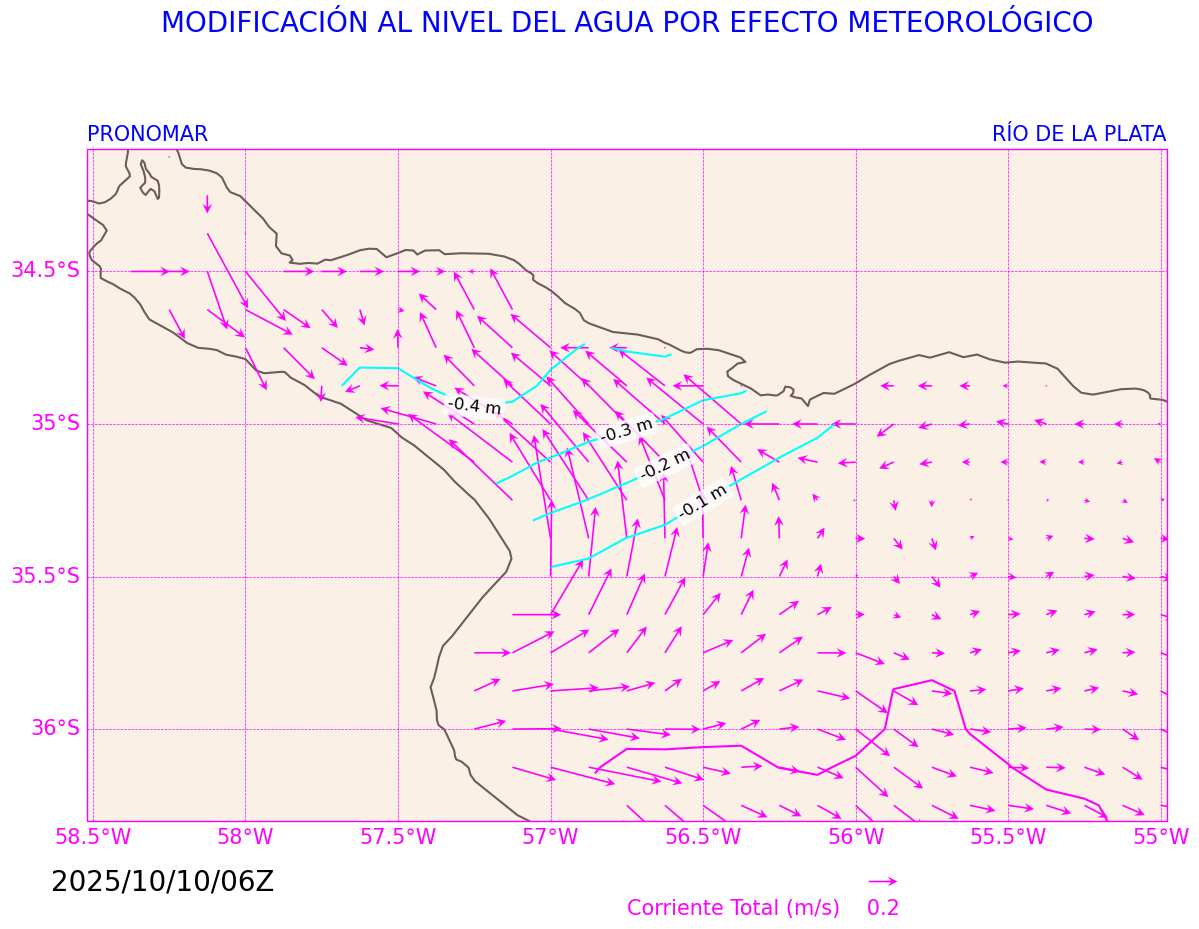 MODIFICACIÓN AL NIVEL DEL AGUA POR EFECTO METEOROLÓGICO
PRONOMAR
RÍO DE LA PLATA
34.5°S
35°S
35.5°S
36°S
-0.4 m
-0.3 m
-0.2 m
-0.1 m
58.5°W 58°W 57.5°W 57°W 56.5°W 56°W 55.5°W 55°W
2025/10/10/06Z
Corriente Total (m/s) 0.2